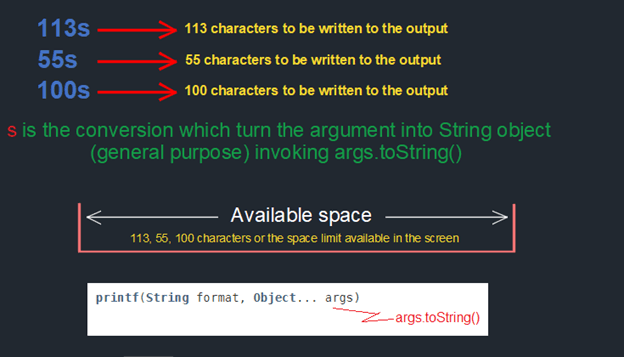 113s 113 characters to be written to the output
55s 55 characters to be written to the output
100s 100 characters to be written to the output
s is the conversion which turn the argument into String object
(general purpose) invoking args.toString()
Available space
113, 55, 100 characters or the space limit available in the screen
printf(String format, Object... args)
args.toString()